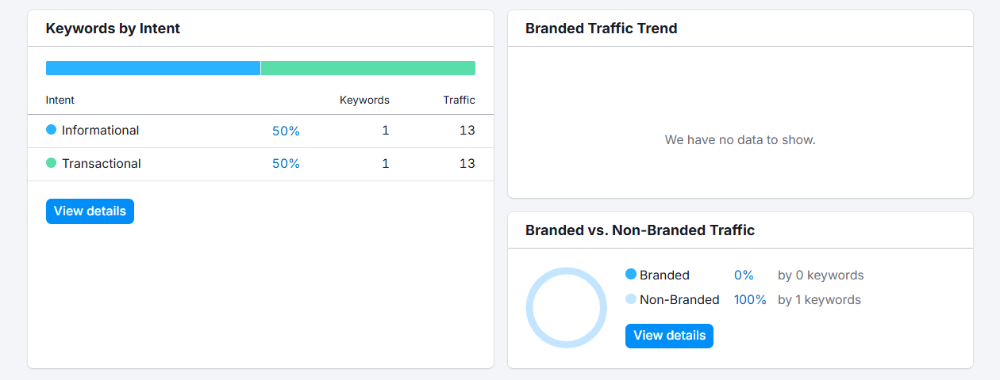 Keywords by Intent
Intent Keywords Traffic
Informational 50% 1 13
Transactional 50% 1 13
View details
Branded Traffic Trend
We have no data to show.
Branded vs. Non-Branded Traffic
Branded 0% by 0 keywords
Non-Branded 100% by 1 keywords
View details